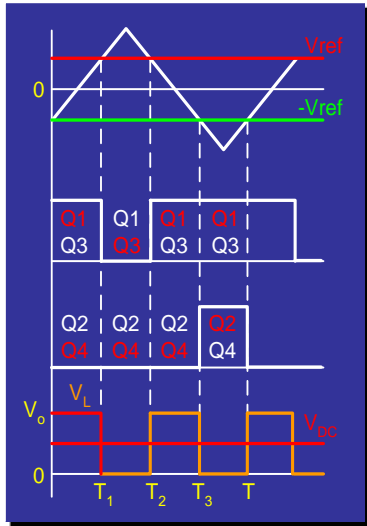 Vref
0
-Vref
Q1 Q1 Q1 Q1
Q3 Q3 Q3 Q3
Q2 Q2 Q2 Q2
Q4 Q4 Q4 Q4
V_L
V_o
V_DC
0
T_1 T_2 T_3 T